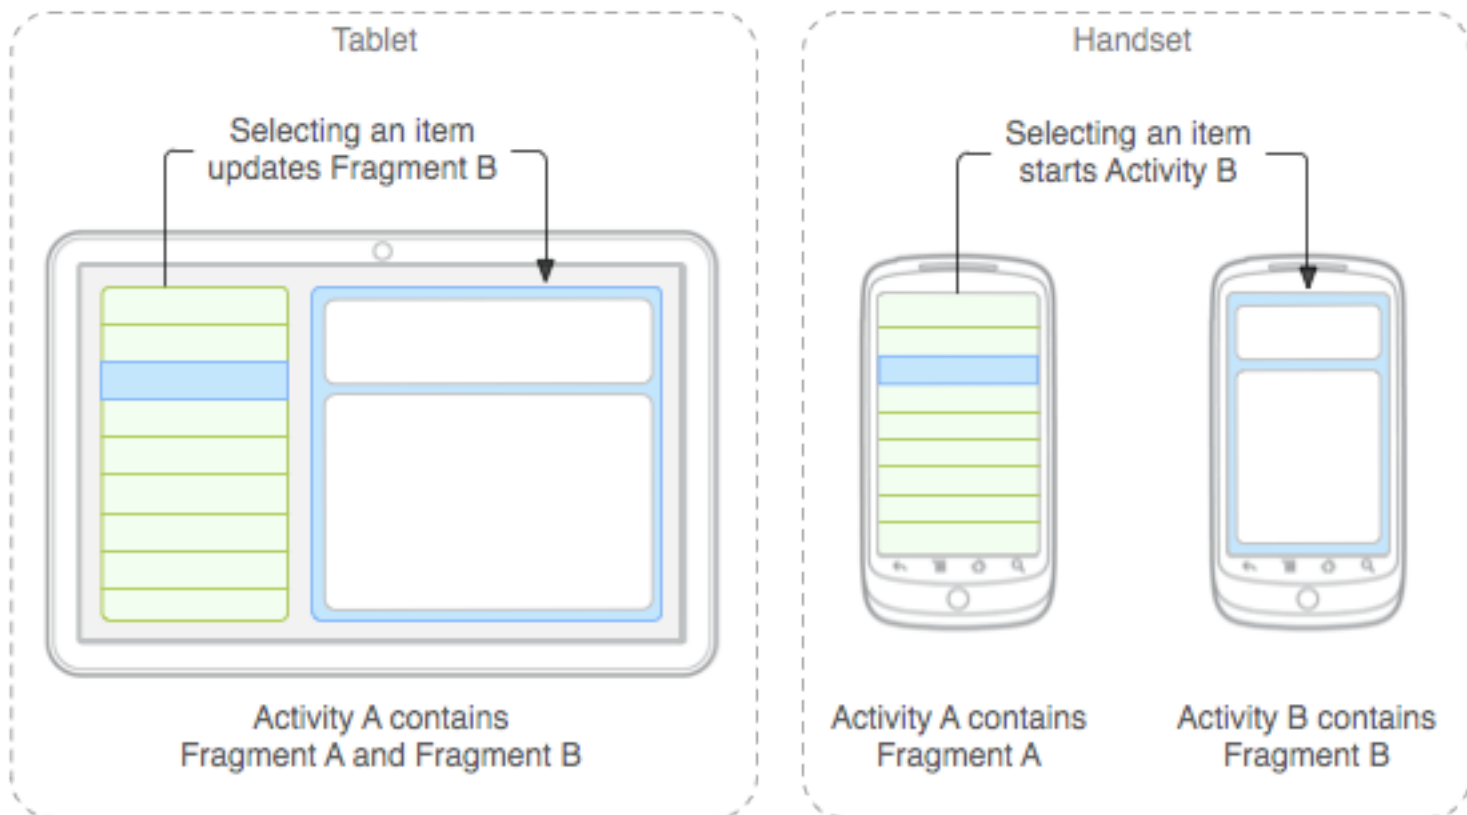 Tablet
Selecting an item
updates Fragment B
Activity A contains
Fragment A and Fragment B
Handset
Selecting an item
starts Activity B
Activity A contains
Fragment A
Activity B contains
Fragment B